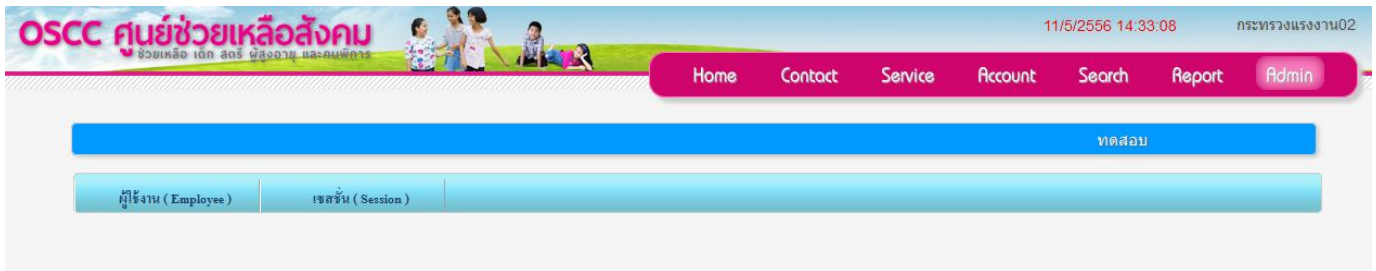 OSCC ศูนย์ช่วยเหลือสังคม
ช่วยเหลือ เด็ก สตรี ผู้สูงอายุ และคนพิการ
11/5/2556 14:33:08 กระทรวงแรงงาน02
Home Contact Service Account Search Report Admin
ทดสอบ
ผู้ใช้งาน ( Employee ) เซสชั่น ( Session )